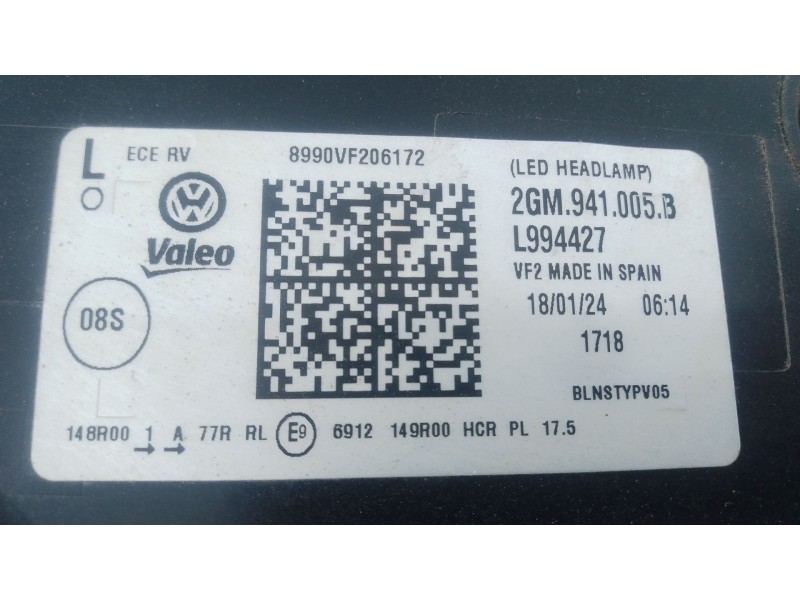 L ECE RV 8990VF206172
(LED HEADLAMP)
2GM.941.005.B
L994427
VF2 MADE IN SPAIN
18/01/24 06:14
1718
BLNSTYPV05
Valeo
08S
148R00 1 A 77R RL E9 6912 149R00 HCR PL 17.5